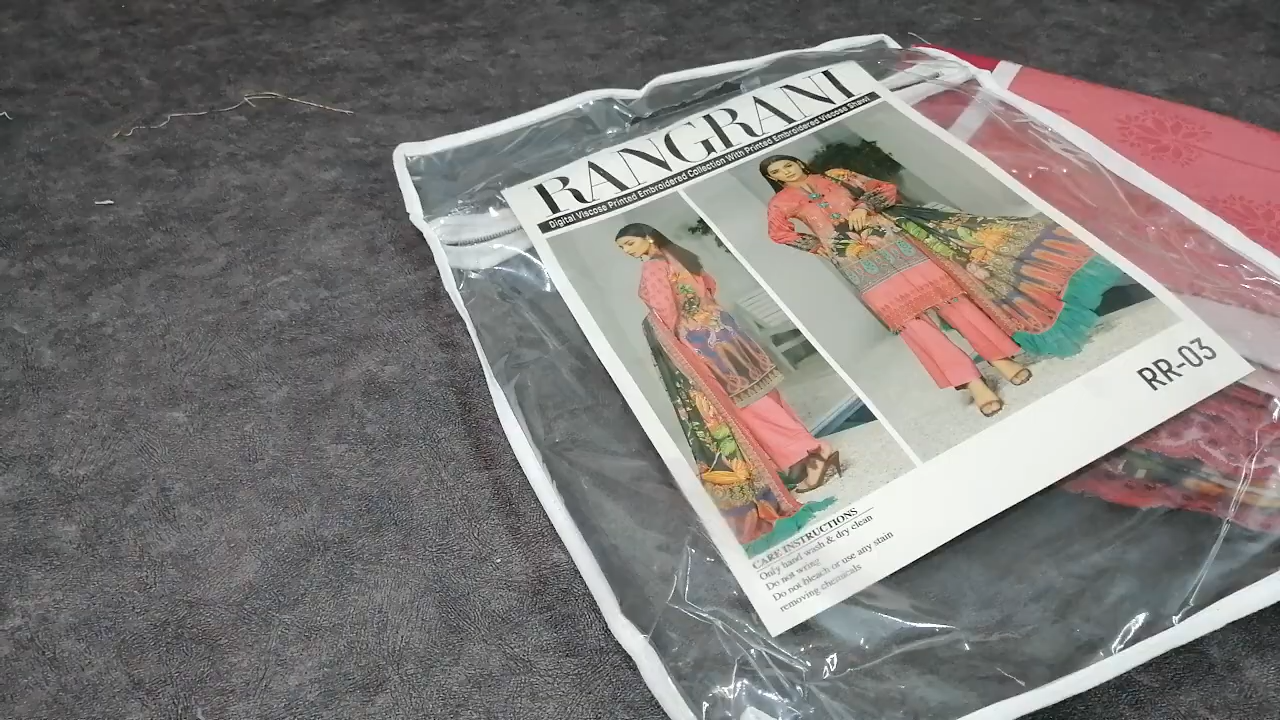 RANGRANI
Digital Viscose Printed Embroidered Collection With Printed Embroidered Viscose Shawl
RR-03
CARE INSTRUCTIONS
Only hand wash & dry clean
Do not wring
Do not bleach or use any stain
removing chemicals